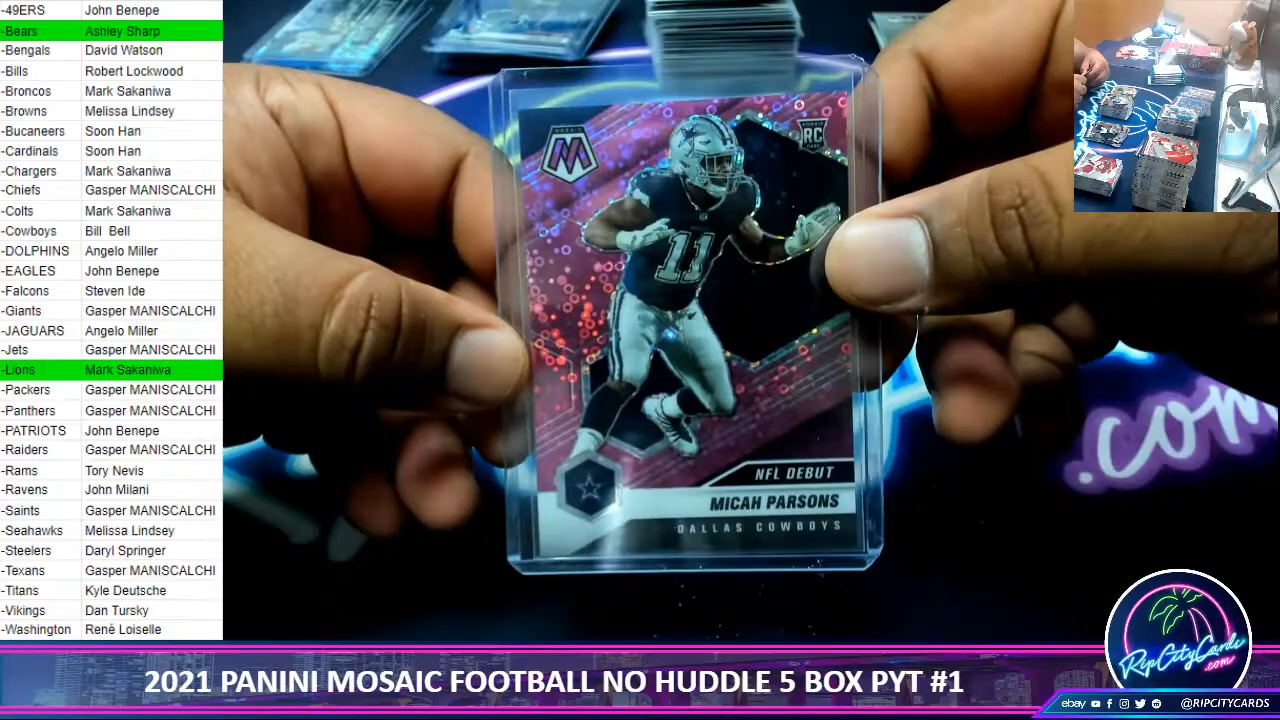 -49ERS John Benepe
-Bears Ashley Sharp
-Bengals David Watson
-Bills Robert Lockwood
-Broncos Mark Sakaniwa
-Browns Melissa Lindsey
-Bucaneers Soon Han
-Cardinals Soon Han
-Chargers Mark Sakaniwa
-Chiefs Gasper MANISCALCHI
-Colts Mark Sakaniwa
-Cowboys Bill Bell
-DOLPHINS Angelo Miller
-EAGLES John Benepe
-Falcons Steven Ide
-Giants Gasper MANISCALCHI
-JAGUARS Angelo Miller
-Jets Gasper MANISCALCHI
-Lions Mark Sakaniwa
-Packers Gasper MANISCALCHI
-Panthers Gasper MANISCALCHI
-PATRIOTS John Benepe
-Raiders Gasper MANISCALCHI
-Rams Tory Nevis
-Ravens John Milani
-Saints Gasper MANISCALCHI
-Seahawks Melissa Lindsey
-Steelers Daryl Springer
-Texans Gasper MANISCALCHI
-Titans Kyle Deutsche
-Vikings Dan Tursky
-Washington René Loiselle
MOSAIC
M
ROOKIE
RC
CARD
11
NFL DEBUT
MICAH PARSONS
DALLAS COWBOYS
.com
2021 PANINI MOSAIC FOOTBALL NO HUDDLE 5 BOX PYT #1
RipCityCards
.com
ebay @RIPCITYCARDS